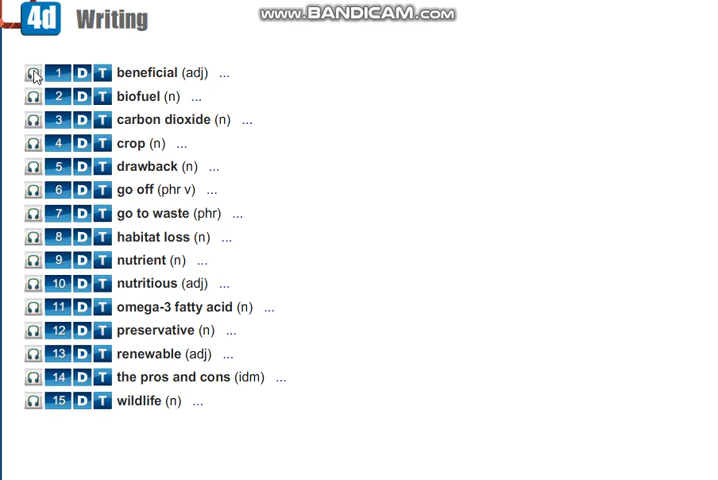 www.BANDICAM.com
4d Writing
1 D T beneficial (adj) ...
2 D T biofuel (n) ...
3 D T carbon dioxide (n) ...
4 D T crop (n) ...
5 D T drawback (n) ...
6 D T go off (phr v) ...
7 D T go to waste (phr) ...
8 D T habitat loss (n) ...
9 D T nutrient (n) ...
10 D T nutritious (adj) ...
11 D T omega-3 fatty acid (n) ...
12 D T preservative (n) ...
13 D T renewable (adj) ...
14 D T the pros and cons (idm) ...
15 D T wildlife (n) ...